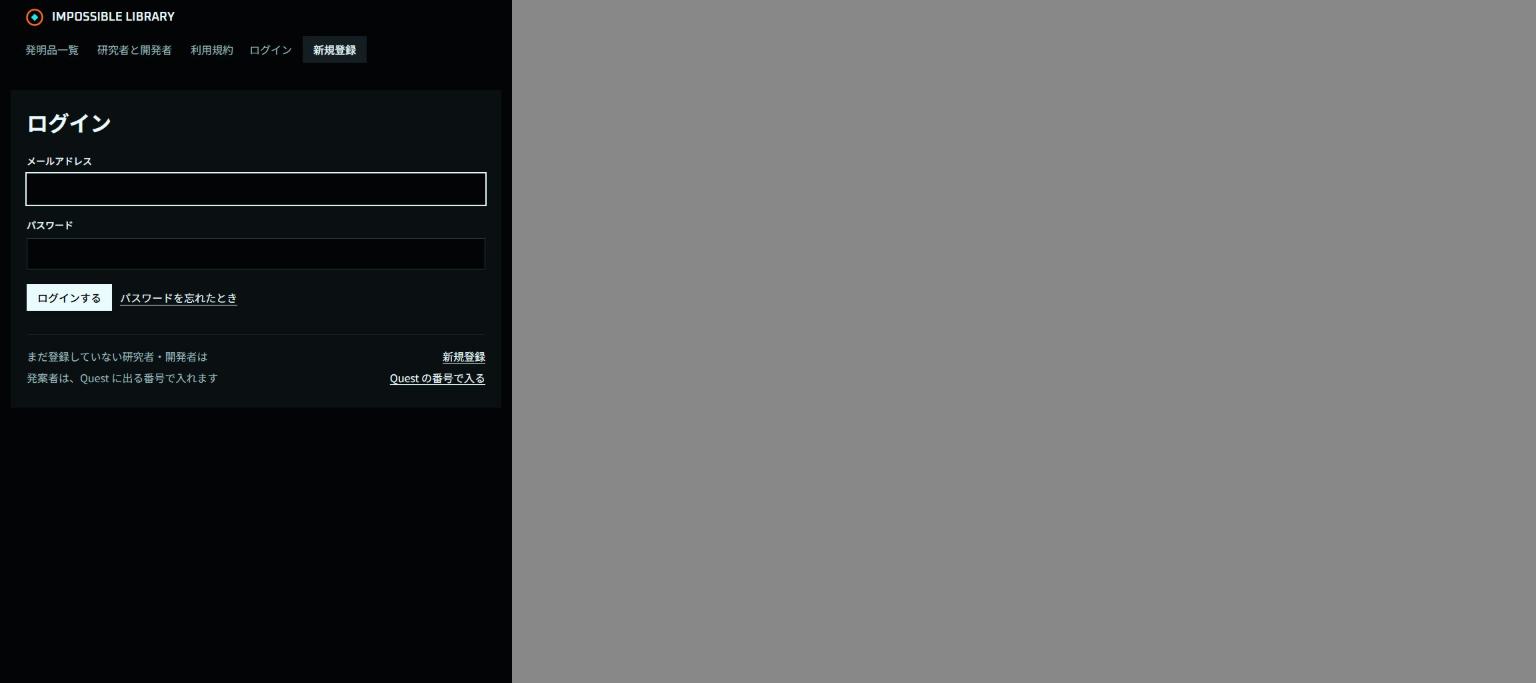 IMPOSSIBLE LIBRARY
発明品一覧 研究者と開発者 利用規約 ログイン 新規登録
ログイン
メールアドレス
パスワード
ログインする パスワードを忘れたとき
まだ登録していない研究者・開発者は 新規登録
発案者は、Quest に出る番号で入れます Quest の番号で入る